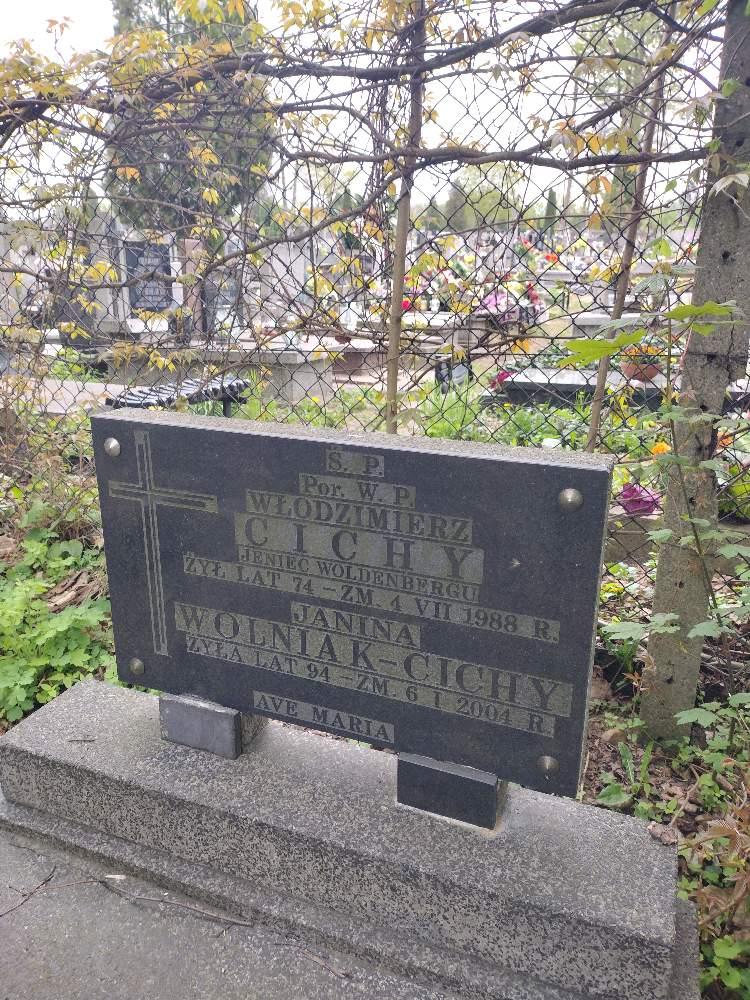 Ś. P.
Por. W. P.
WŁODZIMIERZ
CICHY
JENIEC WOLDENBERGU
ŻYŁ LAT 74 - ZM. 4 VII 1988 R.
JANINA
WOLNIAK-CICHY
ŻYŁA LAT 94 - ZM. 6 I 2004 R.
AVE MARIA